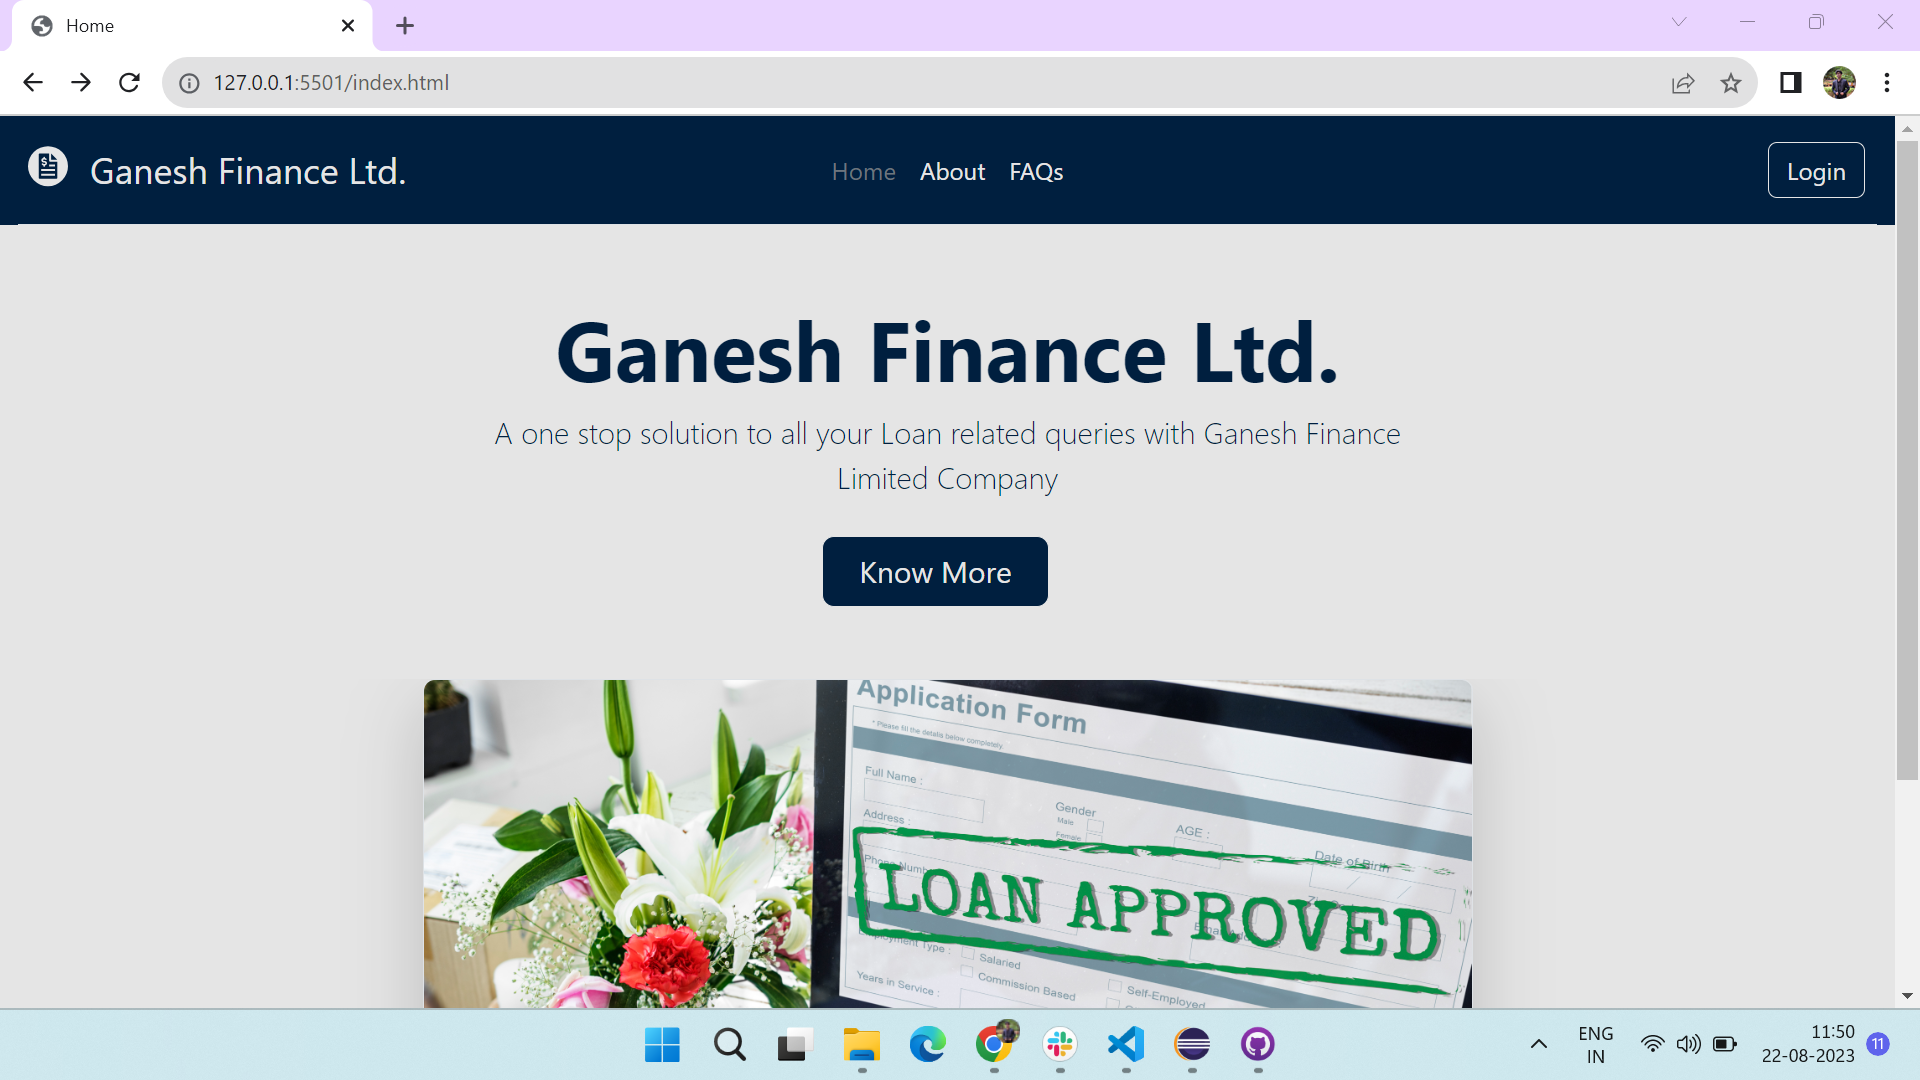 Home
127.0.0.1:5501/index.html
Ganesh Finance Ltd.
Home About FAQs
Login
Ganesh Finance Ltd.
A one stop solution to all your Loan related queries with Ganesh Finance
Limited Company
Know More
Application Form
* Please fill the details below completely.
Full Name :
Gender
Male
Female
AGE :
Address :
Date of Birth
LOAN APPROVED
Employment Type :
Salaried
Commission Based
Self-Employed
Years in Service :
ENG
IN
11:50
22-08-2023
11